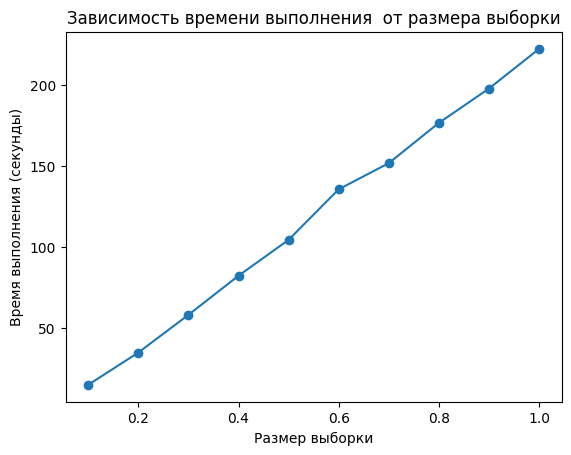 Зависимость времени выполнения  от размера выборки
Время выполнения (секунды)
200
150
100
50
0.2 0.4 0.6 0.8 1.0
Размер выборки